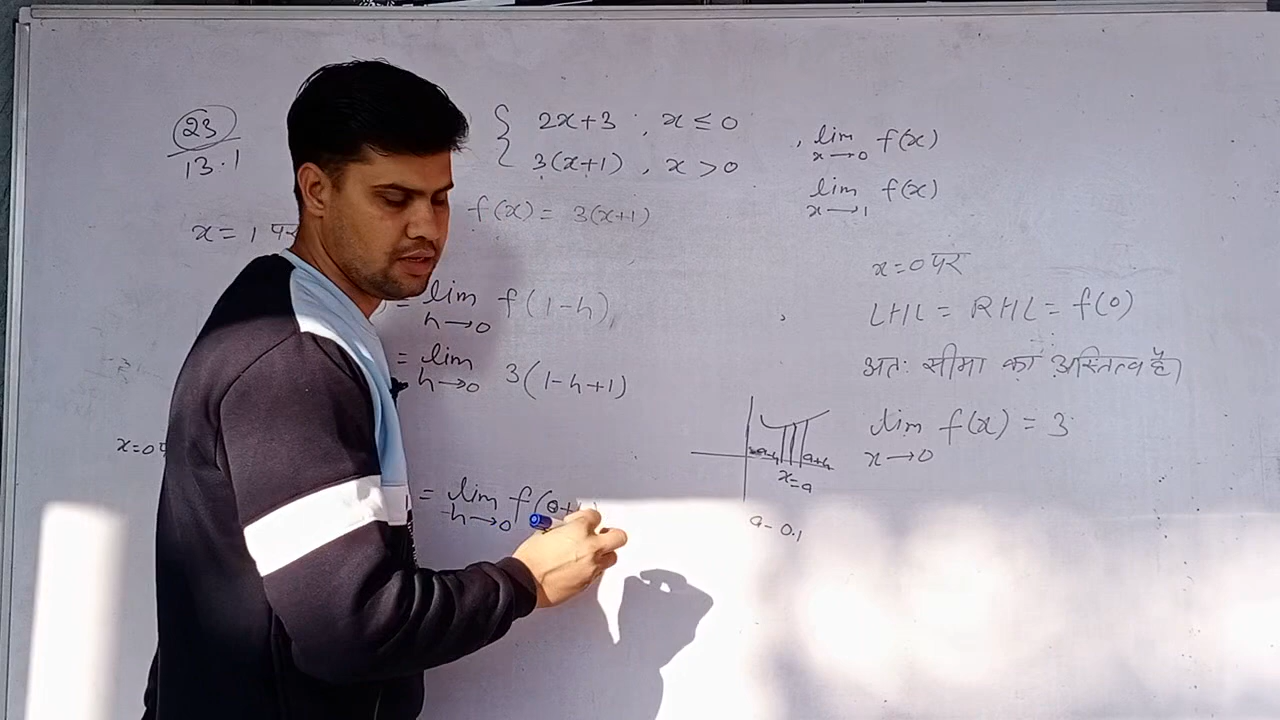 23
13.1
{ 2x+3 , x ≤ 0
3(x+1) , x > 0
, lim x→0 f(x)
lim x→1 f(x)
x = 1 पर
f(x) = 3(x+1)
= lim h→0 f(1-h),
= lim h→0 3(1-h+1)
x=0
= lim h→0 f(
x=0 पर
LHL = RHL = f(0)
अतः सीमा का अस्तित्व है।
lim x→0 f(x) = 3
a+h
x=a
a- 0.1